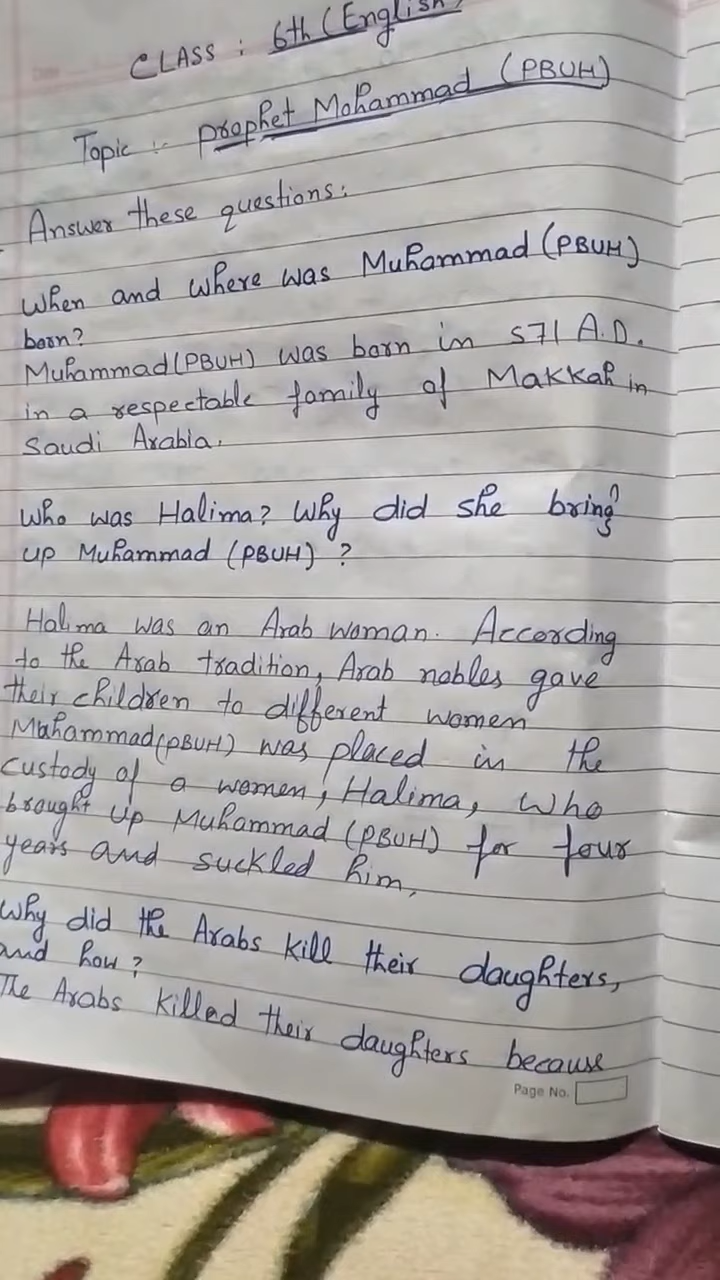 CLASS : 6th (English)
Topic :- Prophet Mohammad (PBUH)
Answer these questions:
When and where was Muhammad (PBUH)
born?
Muhammad (PBUH) was born in 571 A.D.
in a respectable family of Makkah in
Saudi Arabia.
Who was Halima? Why did she bring
up Muhammad (PBUH) ?
Halima was an Arab woman. According
to the Arab tradition, Arab nobles gave
their children to different women
Muhammad (PBUH) was placed in the
custody of a women, Halima, who
brought up Muhammad (PBUH) for four
years and suckled him.
Why did the Arabs kill their daughters,
and how?
The Arabs killed their daughters because
Page No.